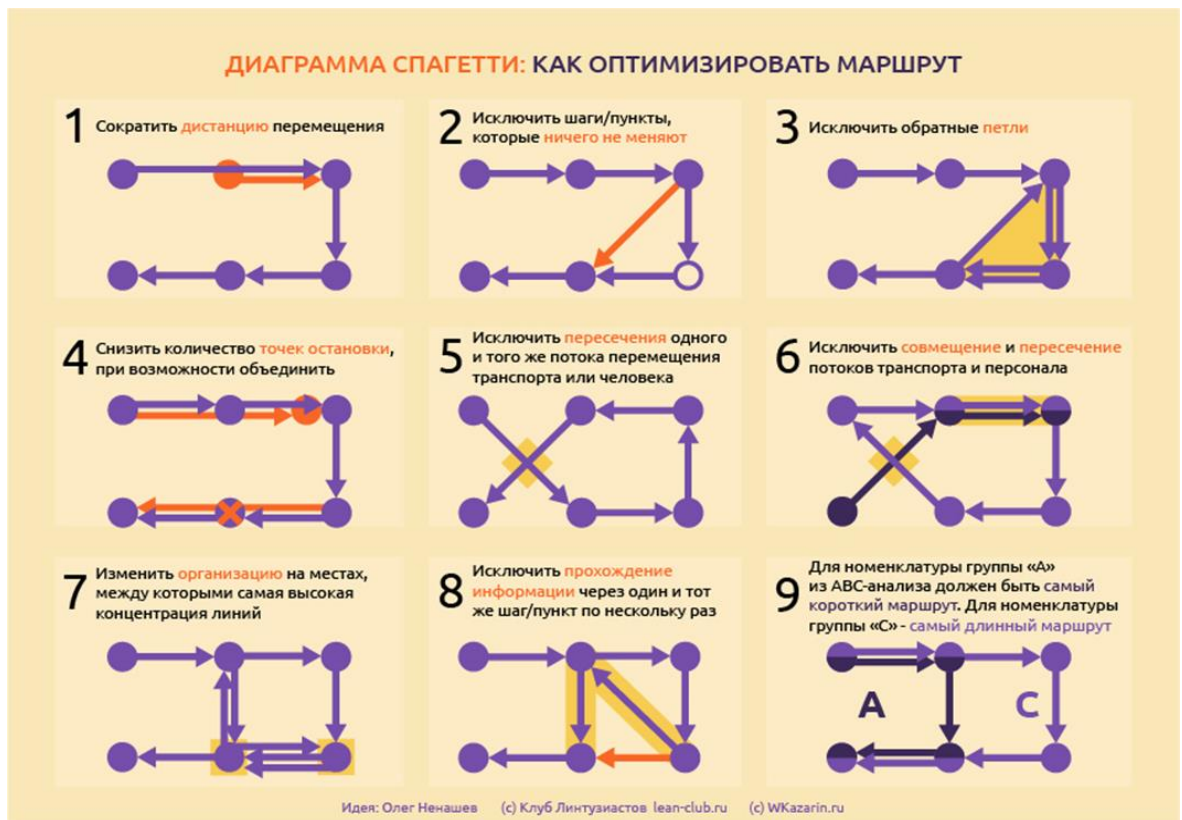 ДИАГРАММА СПАГЕТТИ: КАК ОПТИМИЗИРОВАТЬ МАРШРУТ
1 Сократить дистанцию перемещения
2 Исключить шаги/пункты,
которые ничего не меняют
3 Исключить обратные петли
4 Снизить количество точек остановки,
при возможности объединить
5 Исключить пересечения одного
и того же потока перемещения
транспорта или человека
6 Исключить совмещение и пересечение
потоков транспорта и персонала
7 Изменить организацию на местах,
между которыми самая высокая
концентрация линий
8 Исключить прохождение
информации через один и тот
же шаг/пункт по нескольку раз
9 Для номенклатуры группы «А»
из АВС-анализа должен быть самый
короткий маршрут. Для номенклатуры
группы «С» - самый длинный маршрут
А С
Идея: Олег Ненашев (с) Клуб Линтузиастов lean-club.ru (с) WKazarin.ru